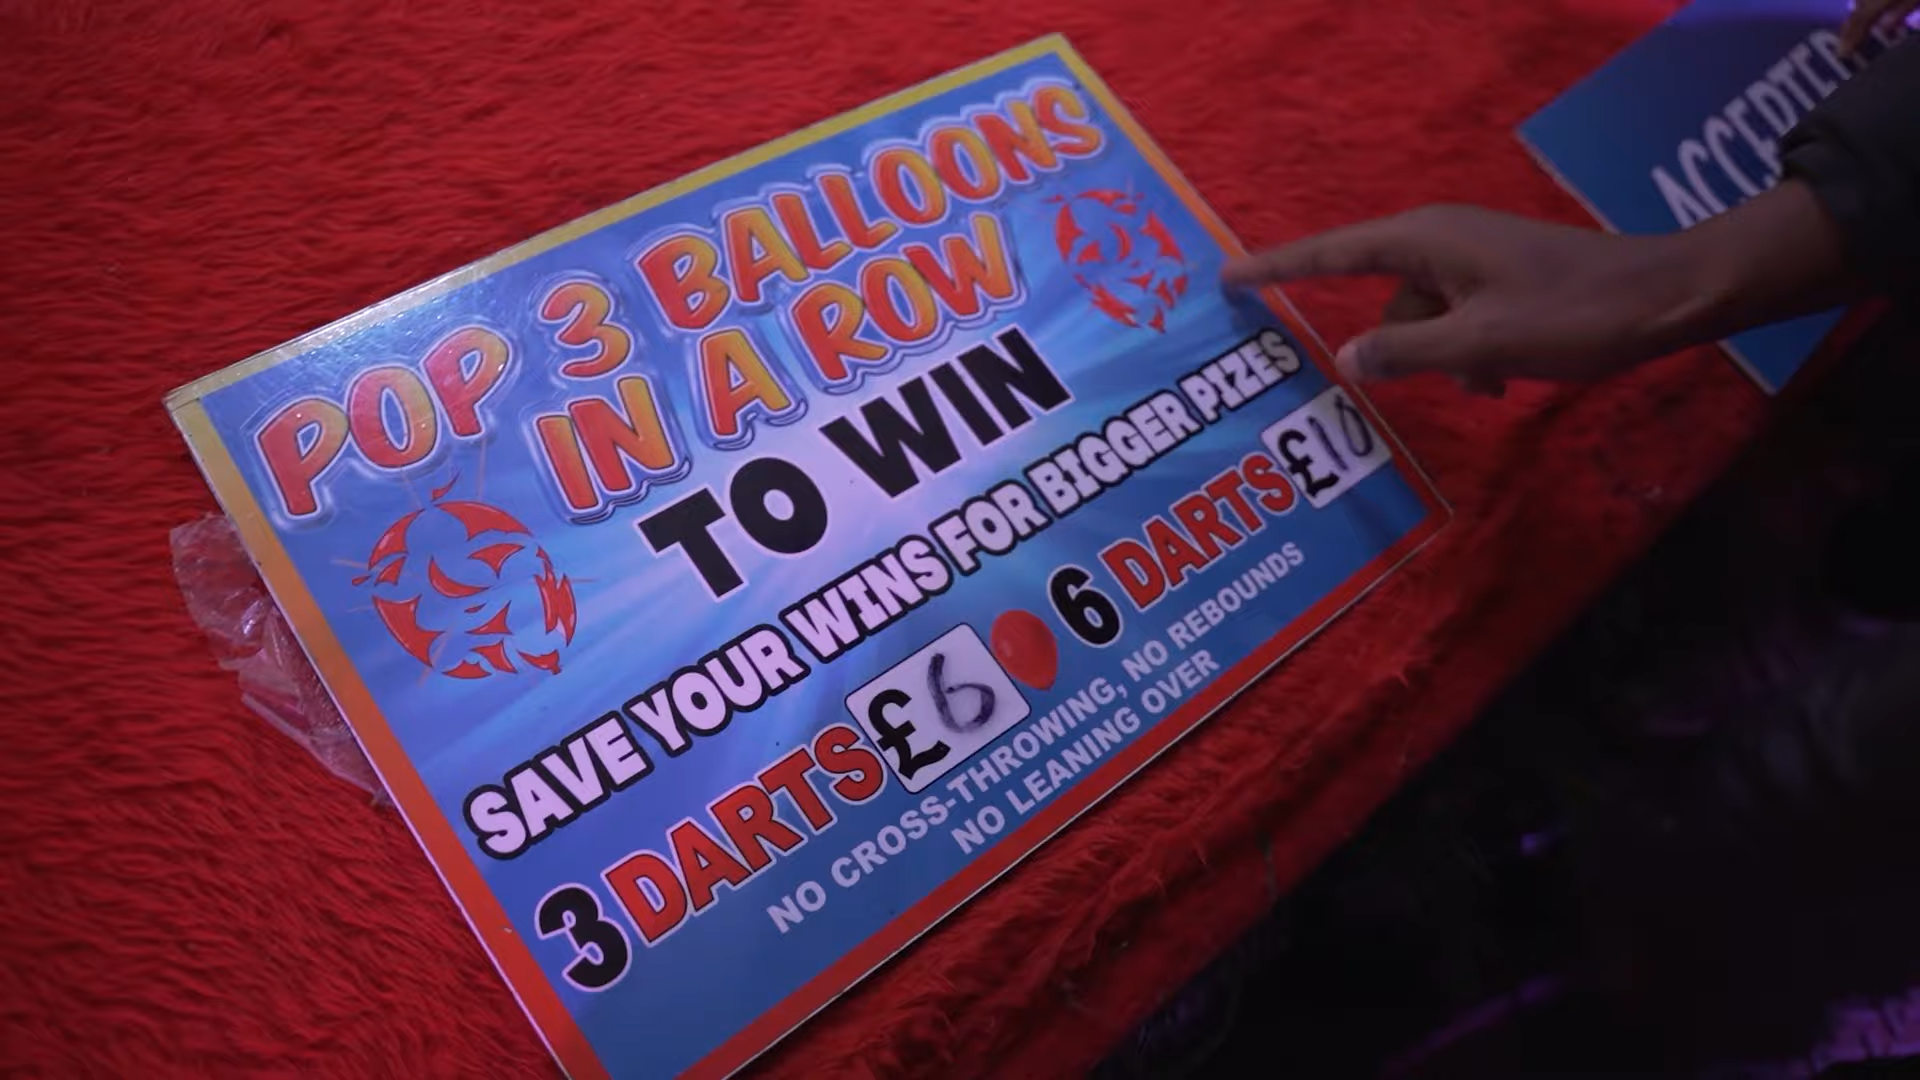 POP 3 BALLOONS
IN A ROW
TO WIN
SAVE YOUR WINS FOR BIGGER PIZES
3 DARTS £6 6 DARTS £10
NO CROSS-THROWING, NO REBOUNDS
NO LEANING OVER
ACCEPTED